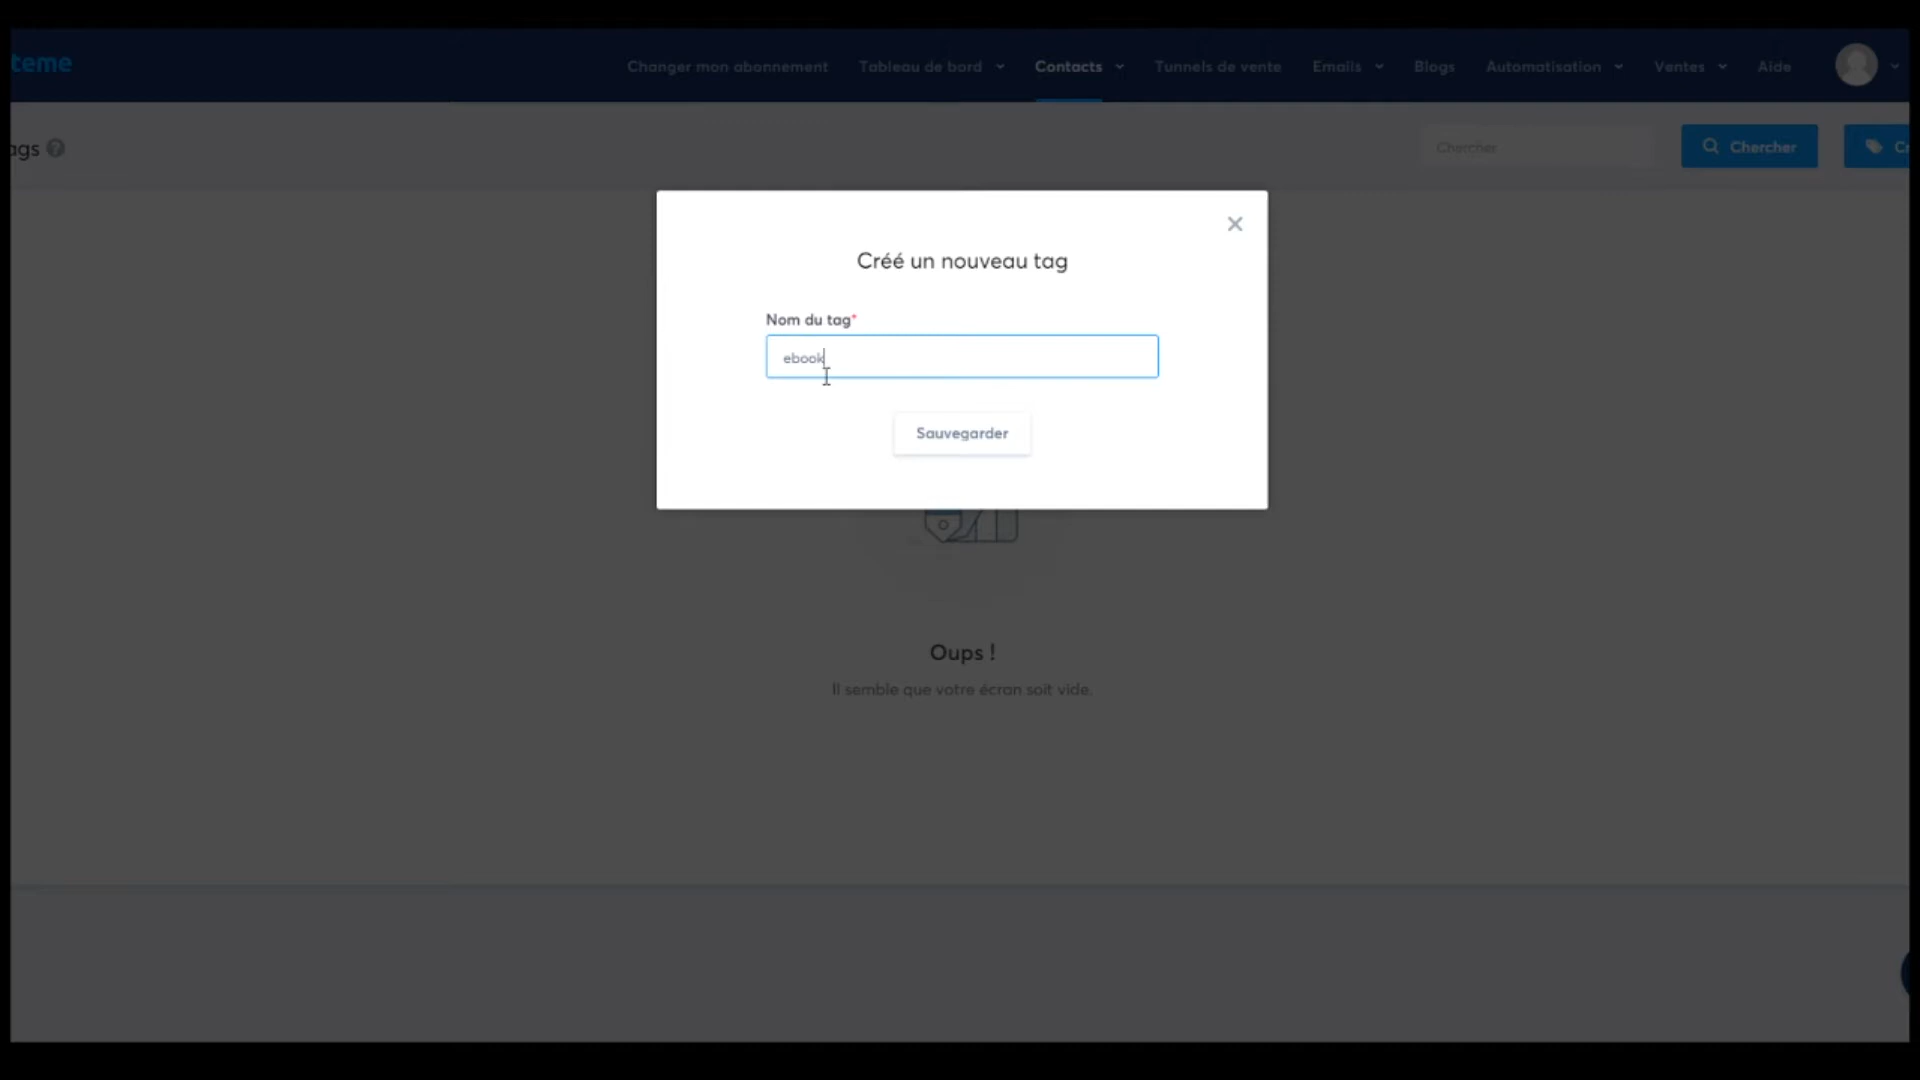 teme
Changer mon abonnement Tableau de bord Contacts Tunnels de vente Emails Blogs Automatisation Ventes Aide
ags ?
Chercher Chercher Cr
Créé un nouveau tag
Nom du tag*
ebook
Sauvegarder
Oups !
Il semble que votre écran soit vide.